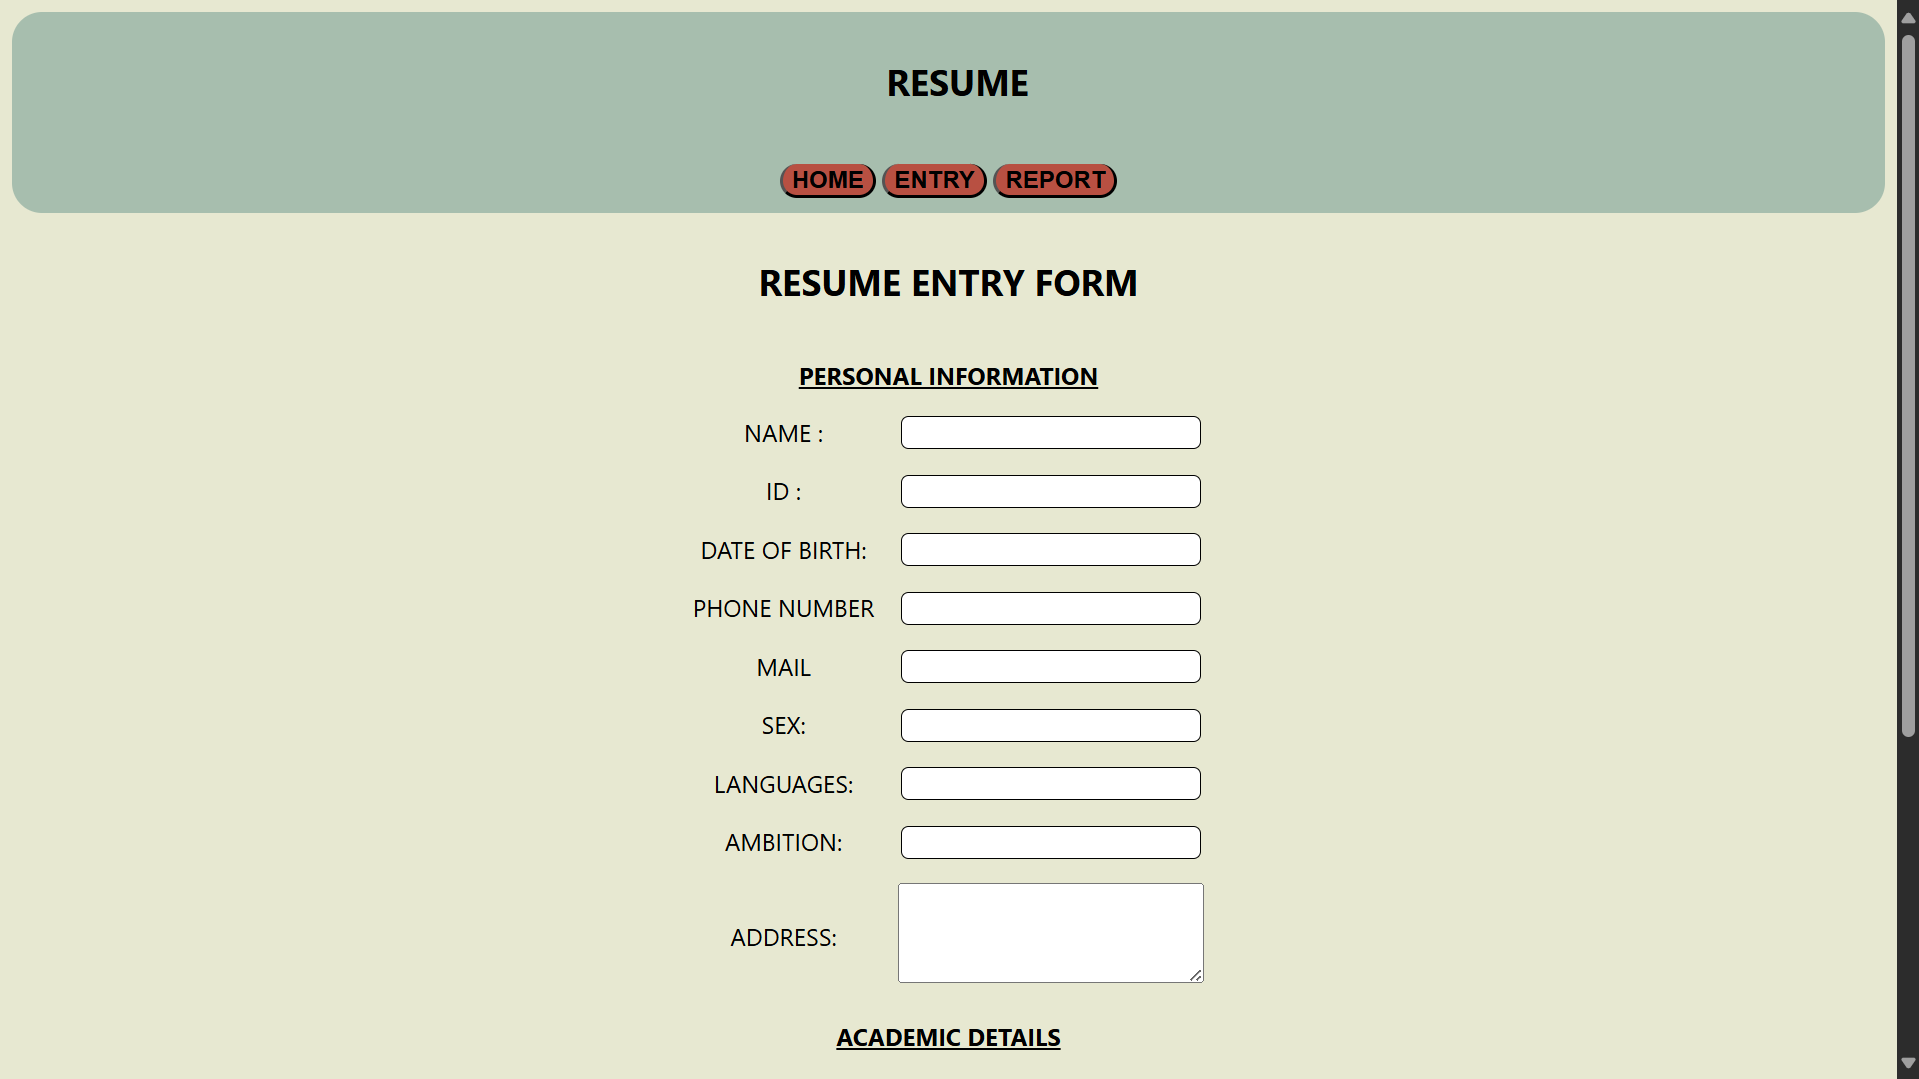 RESUME
HOME ENTRY REPORT
RESUME ENTRY FORM
PERSONAL INFORMATION
NAME :
ID :
DATE OF BIRTH:
PHONE NUMBER
MAIL
SEX:
LANGUAGES:
AMBITION:
ADDRESS:
ACADEMIC DETAILS